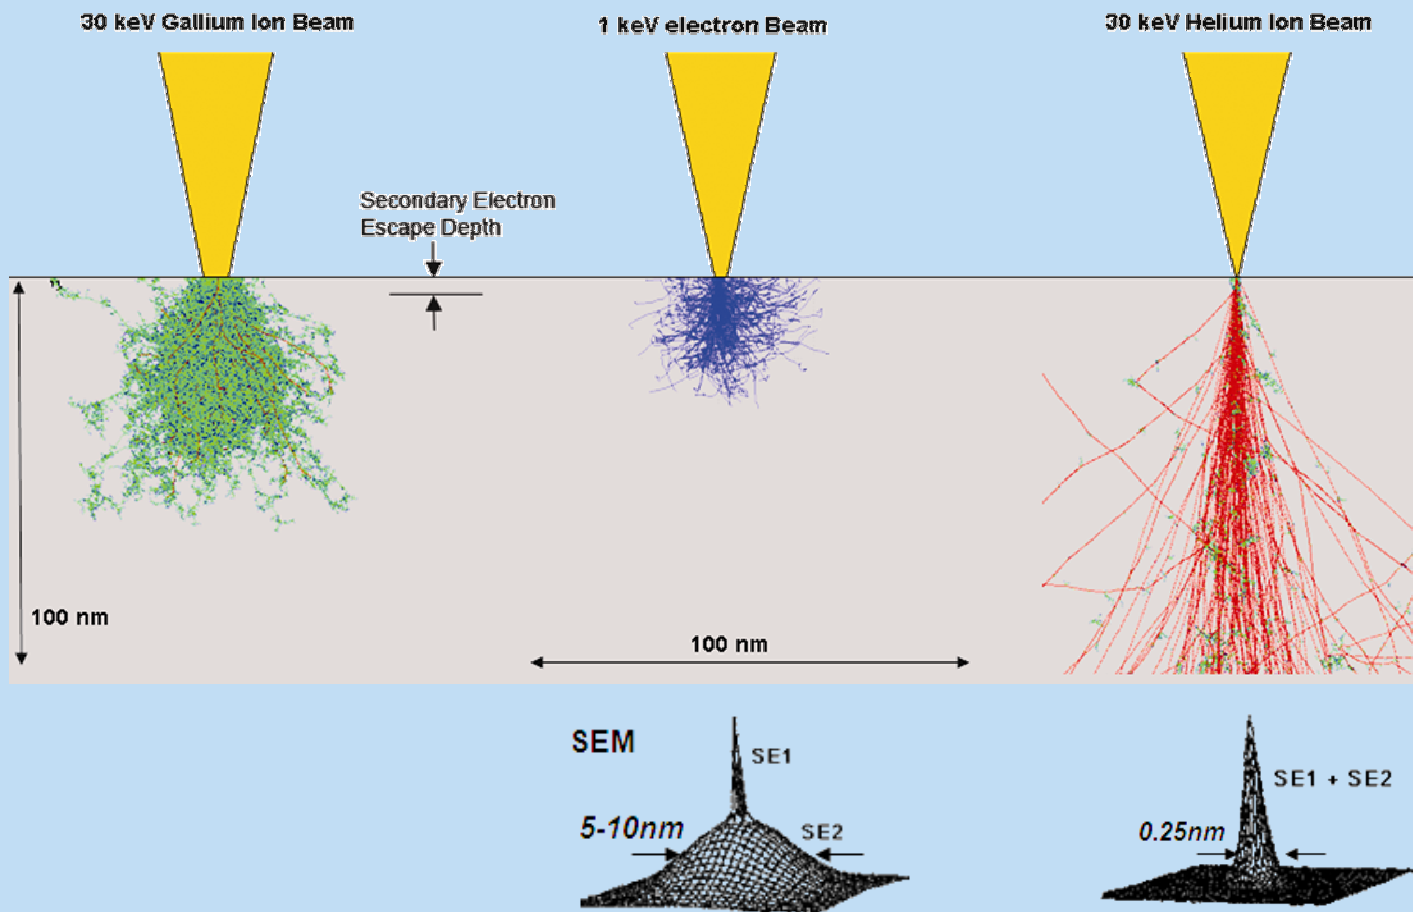 30 keV Gallium Ion Beam
1 keV electron Beam
30 keV Helium Ion Beam
Secondary Electron
Escape Depth
100 nm
100 nm
SEM
SE1
5-10nm
SE2
SE1 + SE2
0.25nm